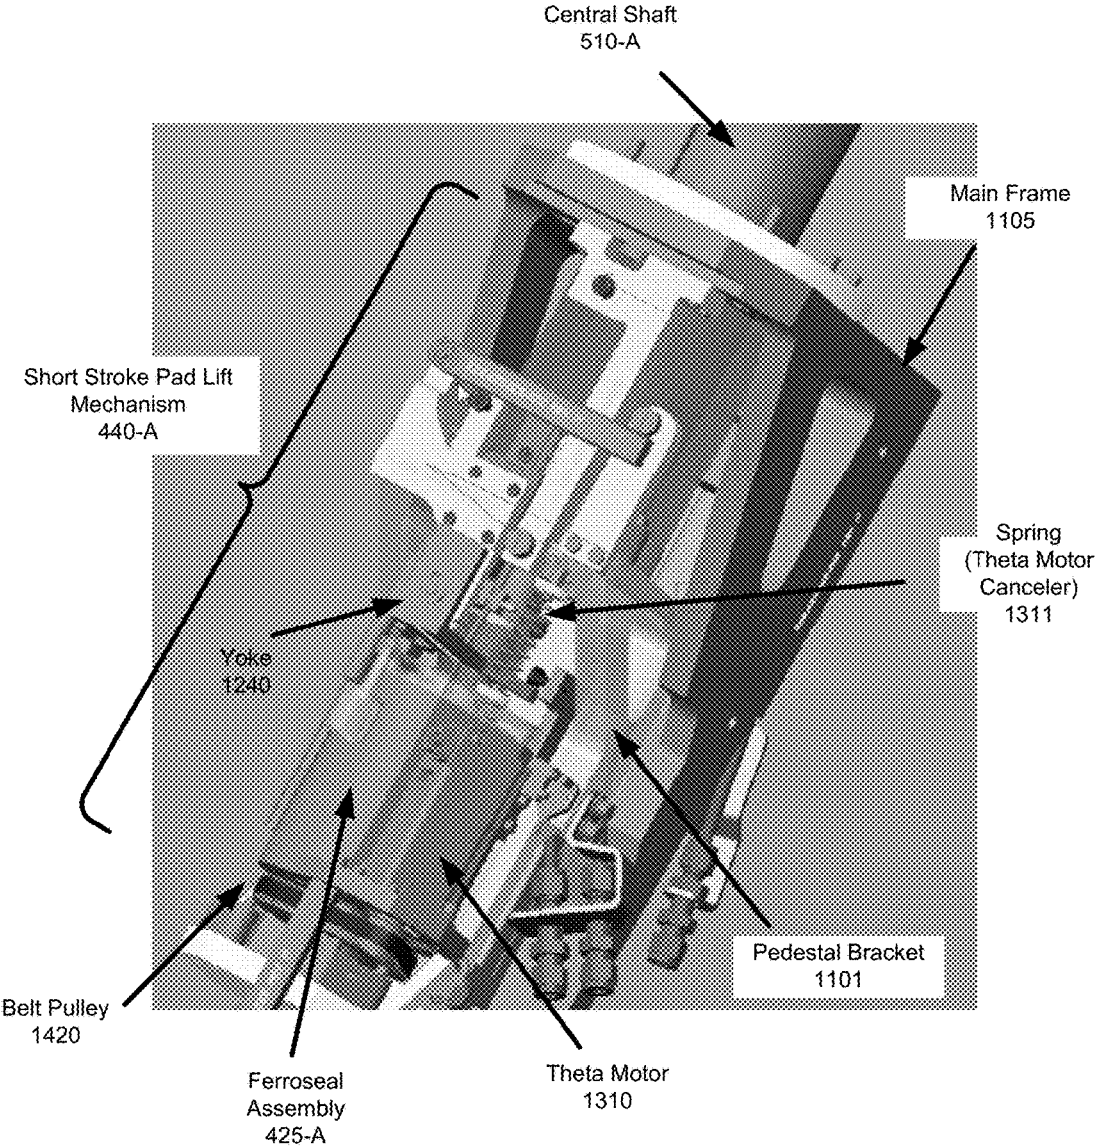 Central Shaft
510-A
Main Frame
1105
Short Stroke Pad Lift
Mechanism
440-A
Spring
(Theta Motor
Canceler)
1311
Yoke
1240
Pedestal Bracket
1101
Belt Pulley
1420
Theta Motor
1310
Ferroseal
Assembly
425-A